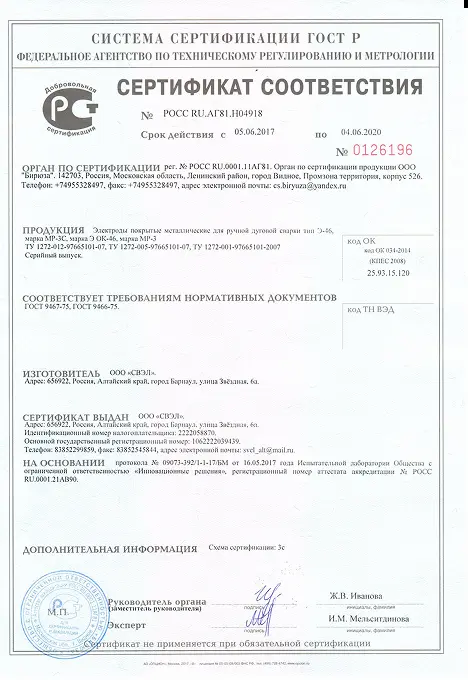 СИСТЕМА СЕРТИФИКАЦИИ ГОСТ Р
ФЕДЕРАЛЬНОЕ АГЕНТСТВО ПО ТЕХНИЧЕСКОМУ РЕГУЛИРОВАНИЮ И МЕТРОЛОГИИ
Добровольная
сертификация
СЕРТИФИКАТ СООТВЕТСТВИЯ
№ РОСС RU.АГ81.Н04918
Срок действия с 05.06.2017 по 04.06.2020
№ 0126196
ОРГАН ПО СЕРТИФИКАЦИИ рег. № РОСС RU.0001.11АГ81. Орган по сертификации продукции ООО
"Бирюза". 142703, Россия, Московская область, Ленинский район, город Видное, Промзона территория, корпус 526.
Телефон: +74955328497, факс: +74955328497, адрес электронной почты: cs.biryuza@yandex.ru
ПРОДУКЦИЯ Электроды покрытые металлические для ручной дуговой сварки тип Э-46,
марка МР-3С, марка Э ОК-46, марка МР-3
ТУ 1272-012-97665101-07, ТУ 1272-005-97665101-07, ТУ 1272-001-97665101-2007
Серийный выпуск.
код ОК
код ОК 034-2014
(КПЕС 2008)
25.93.15.120
СООТВЕТСТВУЕТ ТРЕБОВАНИЯМ НОРМАТИВНЫХ ДОКУМЕНТОВ
ГОСТ 9467-75, ГОСТ 9466-75.
код ТН ВЭД
ИЗГОТОВИТЕЛЬ ООО «СВЭЛ».
Адрес: 656922, Россия, Алтайский край, город Барнаул, улица Звёздная, 6а.
СЕРТИФИКАТ ВЫДАН ООО «СВЭЛ».
Адрес: 656922, Россия, Алтайский край, город Барнаул, улица Звёздная, 6а.
Идентификационный номер налогоплательщика: 2222058870.
Основной государственный регистрационный номер: 1062222039439.
Телефон: 83852299859, факс: 83852545844, адрес электронной почты: svel_alt@mail.ru.
НА ОСНОВАНИИ протокола № 09073-392/1-1-17/БМ от 16.05.2017 года Испытательной лаборатории Общества с
ограниченной ответственностью «Инновационные решения», регистрационный номер аттестата аккредитации № РОСС
RU.0001.21АВ90.
ДОПОЛНИТЕЛЬНАЯ ИНФОРМАЦИЯ Схема сертификации: 3с
М.П.
Руководитель органа
(заместитель руководителя)
подпись
Ж.В. Иванова
инициалы, фамилия
Эксперт
подпись
И.М. Мельситдинова
инициалы, фамилия
Сертификат не применяется при обязательной сертификации